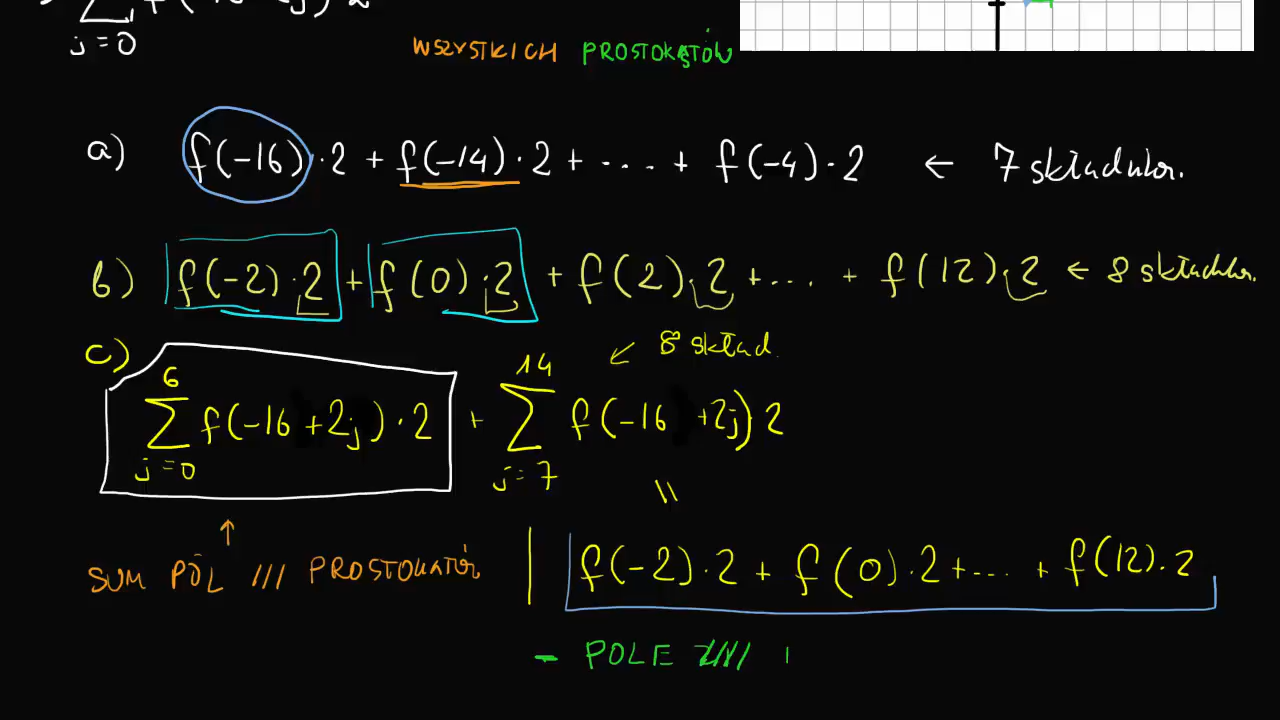 j=0
WSZYSTKICH PROSTOKĄTÓW
a) f(-16)·2 + f(-14)·2 + ... + f(-4)·2 ← 7 składników.
b) f(-2)·2 + f(0)·2 + f(2)·2 + ... + f(12)·2 ← 8
c) ← 8 skład.
6 14
∑ f(-16 +2j)·2 + ∑ f(-16 +2j) 2
j=0 j=7
||
↑
SUM PÓL /// PROSTOKĄTÓW | f(-2)·2 + f(0)·2 + ... + f(12)·2
- POLE